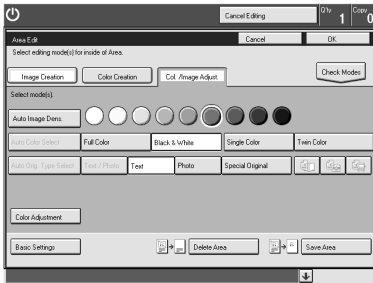 Cancel Editing
Q'ty 1
Copy 0
Area Edit
Cancel
OK
Select editing mode(s) for inside of Area.
Image Creation
Color Creation
Col. /Image Adjust.
Check Modes
Select mode(s).
Auto Image Dens.
Auto Color Select
Full Color
Black & White
Single Color
Twin Color
Auto Orig. Type Select
Text / Photo
Text
Photo
Special Original
Color Adjustment
Basic Settings
Delete Area
Save Area